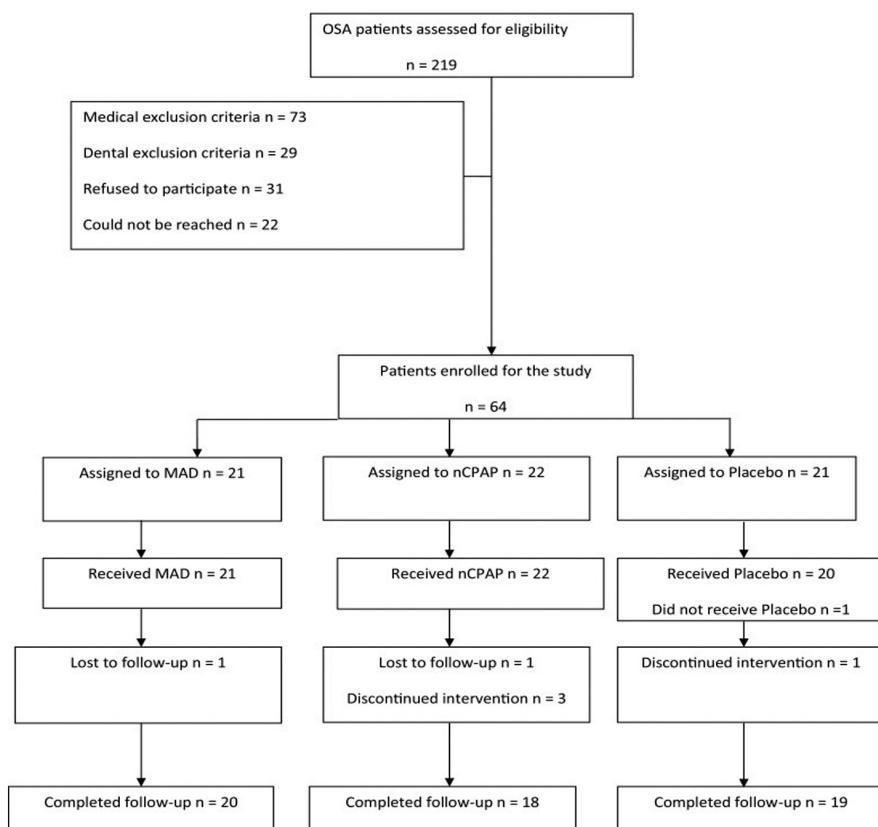 OSA patients assessed for eligibility
n = 219
Medical exclusion criteria n = 73
Dental exclusion criteria n = 29
Refused to participate n = 31
Could not be reached n = 22
Patients enrolled for the study
n = 64
Assigned to MAD n = 21
Assigned to nCPAP n = 22
Assigned to Placebo n = 21
Received MAD n = 21
Received nCPAP n = 22
Received Placebo n = 20
Did not receive Placebo n =1
Lost to follow-up n = 1
Lost to follow-up n = 1
Discontinued intervention n = 3
Discontinued intervention n = 1
Completed follow-up n = 20
Completed follow-up n = 18
Completed follow-up n = 19